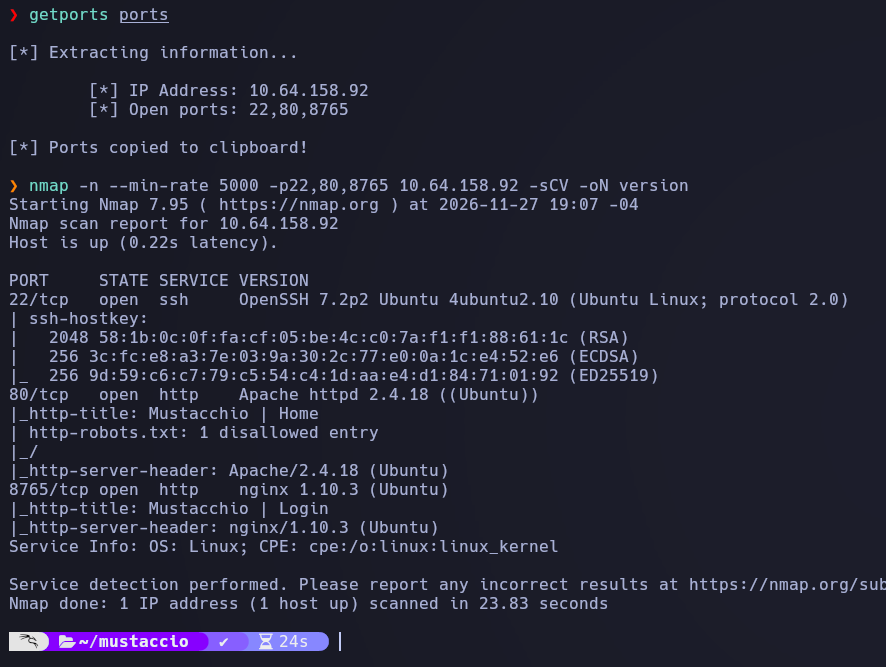 ❯ getports ports
[*] Extracting information...
[*] IP Address: 10.64.158.92
[*] Open ports: 22,80,8765
[*] Ports copied to clipboard!
❯ nmap -n --min-rate 5000 -p22,80,8765 10.64.158.92 -sCV -oN version
Starting Nmap 7.95 ( https://nmap.org ) at 2026-11-27 19:07 -04
Nmap scan report for 10.64.158.92
Host is up (0.22s latency).
PORT     STATE SERVICE VERSION
22/tcp   open  ssh     OpenSSH 7.2p2 Ubuntu 4ubuntu2.10 (Ubuntu Linux; protocol 2.0)
| ssh-hostkey:
|   2048 58:1b:0c:0f:fa:cf:05:be:4c:c0:7a:f1:f1:88:61:1c (RSA)
|   256 3c:fc:e8:a3:7e:03:9a:30:2c:77:e0:0a:1c:e4:52:e6 (ECDSA)
|_  256 9d:59:c6:c7:79:c5:54:c4:1d:aa:e4:d1:84:71:01:92 (ED25519)
80/tcp   open  http    Apache httpd 2.4.18 ((Ubuntu))
|_http-title: Mustacchio | Home
| http-robots.txt: 1 disallowed entry
|_/
|_http-server-header: Apache/2.4.18 (Ubuntu)
8765/tcp open  http    nginx 1.10.3 (Ubuntu)
|_http-title: Mustacchio | Login
|_http-server-header: nginx/1.10.3 (Ubuntu)
Service Info: OS: Linux; CPE: cpe:/o:linux:linux_kernel
Service detection performed. Please report any incorrect results at https://nmap.org/sub
Nmap done: 1 IP address (1 host up) scanned in 23.83 seconds
~/mustaccio ✔ 24s